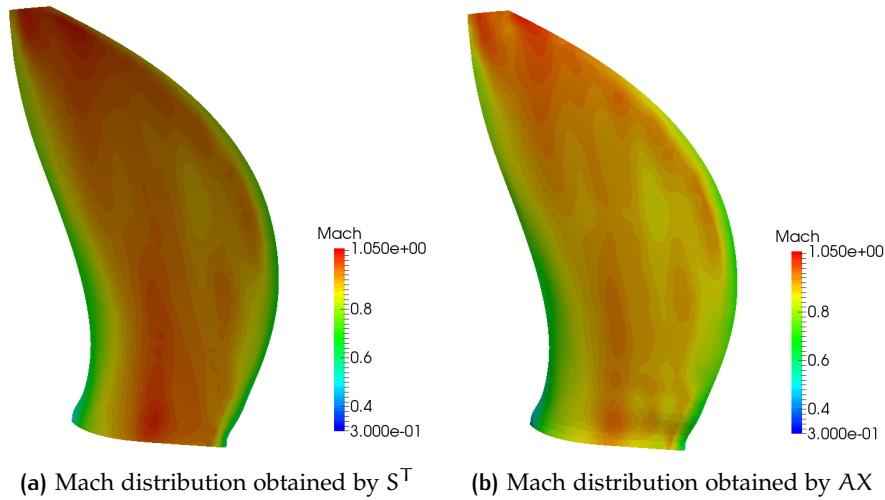 Mach
1.050e+00
0.8
0.6
0.4
3.000e-01
Mach
1.050e+00
0.8
0.6
0.4
3.000e-01
(a) Mach distribution obtained by Sᵀ
(b) Mach distribution obtained by AX